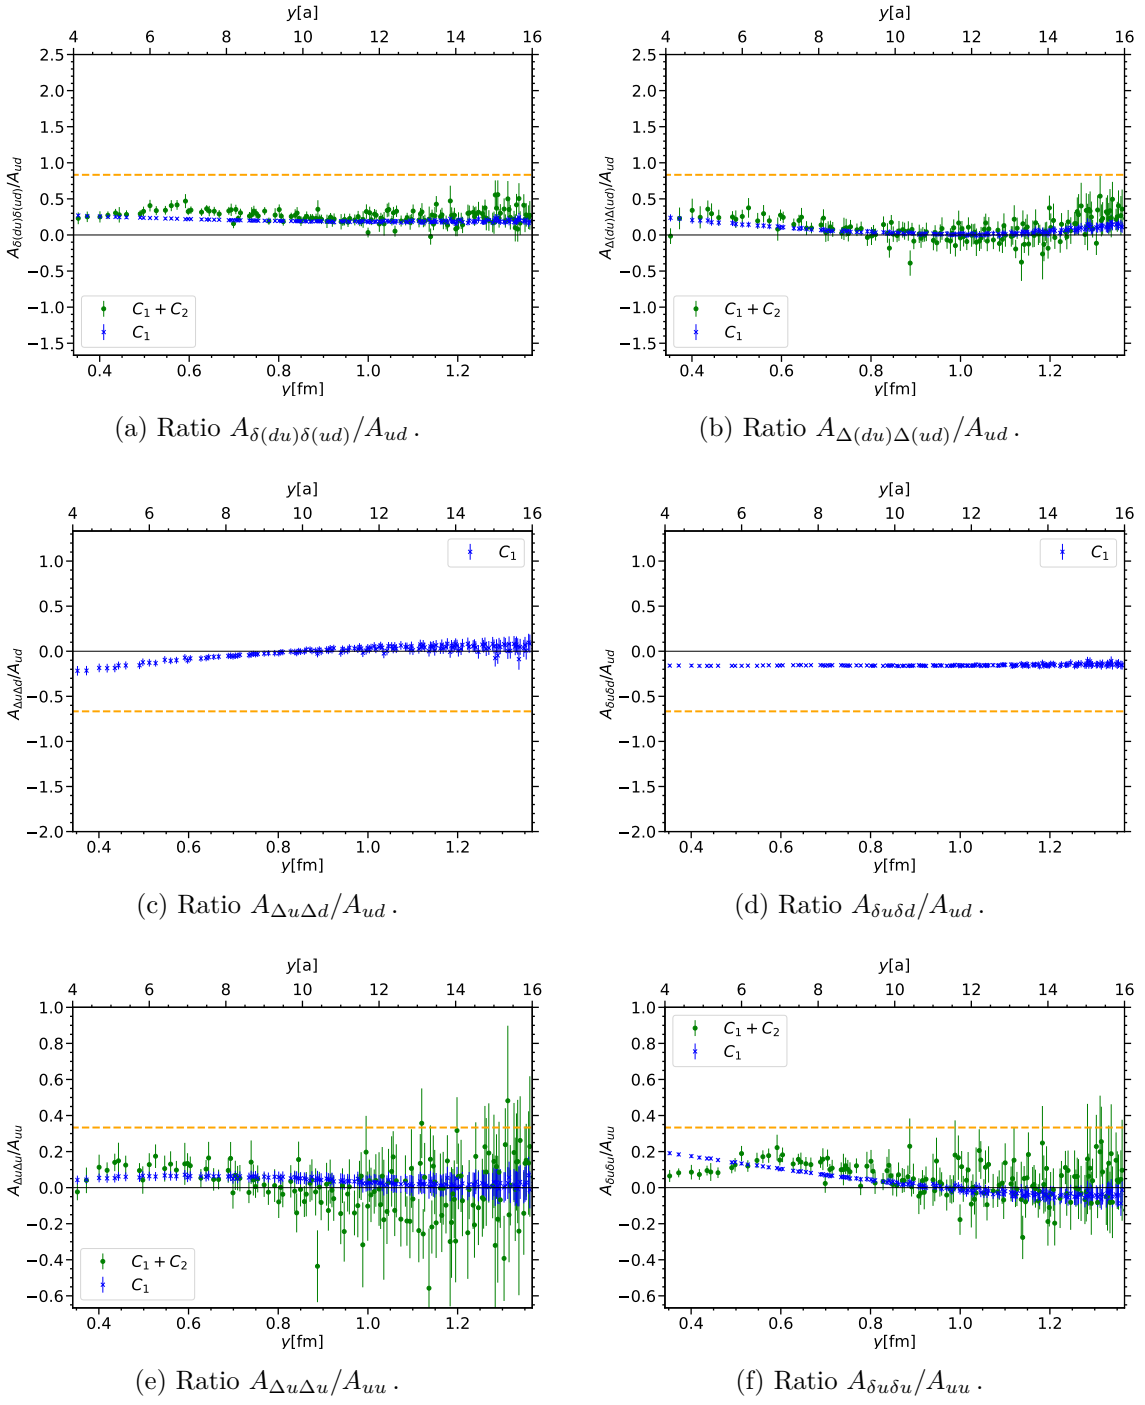 y[a]
4 6 8 10 12 14 16
2.5
2.0
1.5
1.0
0.5
0.0
−0.5
−1.0
−1.5
A_{δ(du)δ(ud)}/A_{ud}
C_1 + C_2
C_1
0.4 0.6 0.8 1.0 1.2
y[fm]
(a) Ratio A_{δ(du)δ(ud)}/A_{ud} .
y[a]
4 6 8 10 12 14 16
2.5
2.0
1.5
1.0
0.5
0.0
−0.5
−1.0
−1.5
A_{Δ(du)Δ(ud)}/A_{ud}
C_1 + C_2
C_1
0.4 0.6 0.8 1.0 1.2
y[fm]
(b) Ratio A_{Δ(du)Δ(ud)}/A_{ud} .
y[a]
4 6 8 10 12 14 16
C_1
1.0
0.5
0.0
−0.5
−1.0
−1.5
−2.0
A_{ΔuΔd}/A_{ud}
0.4 0.6 0.8 1.0 1.2
y[fm]
(c) Ratio A_{ΔuΔd}/A_{ud} .
y[a]
4 6 8 10 12 14 16
C_1
1.0
0.5
0.0
−0.5
−1.0
−1.5
−2.0
A_{δuδd}/A_{ud}
0.4 0.6 0.8 1.0 1.2
y[fm]
(d) Ratio A_{δuδd}/A_{ud} .
y[a]
4 6 8 10 12 14 16
1.0
0.8
0.6
0.4
0.2
0.0
−0.2
−0.4
−0.6
A_{ΔuΔu}/A_{uu}
C_1 + C_2
C_1
0.4 0.6 0.8 1.0 1.2
y[fm]
(e) Ratio A_{ΔuΔu}/A_{uu} .
y[a]
4 6 8 10 12 14 16
C_1 + C_2
C_1
1.0
0.8
0.6
0.4
0.2
0.0
−0.2
−0.4
−0.6
A_{δuδu}/A_{uu}
0.4 0.6 0.8 1.0 1.2
y[fm]
(f) Ratio A_{δuδu}/A_{uu} .